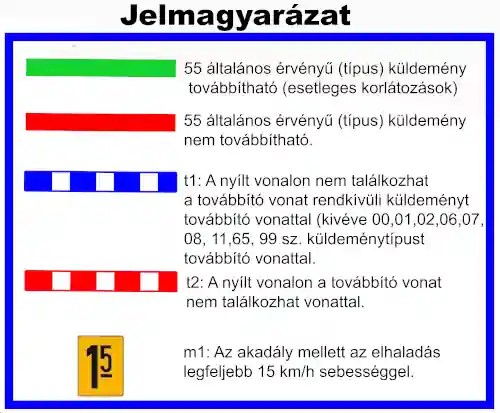 Jelmagyarázat
55 általános érvényű (típus) küldemény
továbbítható (esetleges korlátozások)
55 általános érvényű (típus) küldemény
nem továbbítható.
t1: A nyílt vonalon nem találkozhat
a továbbító vonat rendkívüli küldeményt
továbbító vonattal (kivéve 00,01,02,06,07,
08, 11,65, 99 sz. küldeménytípust
továbbító vonattal.
t2: A nyílt vonalon a továbbító vonat
nem találkozhat vonattal.
15
m1: Az akadály mellett az elhaladás
legfeljebb 15 km/h sebességgel.